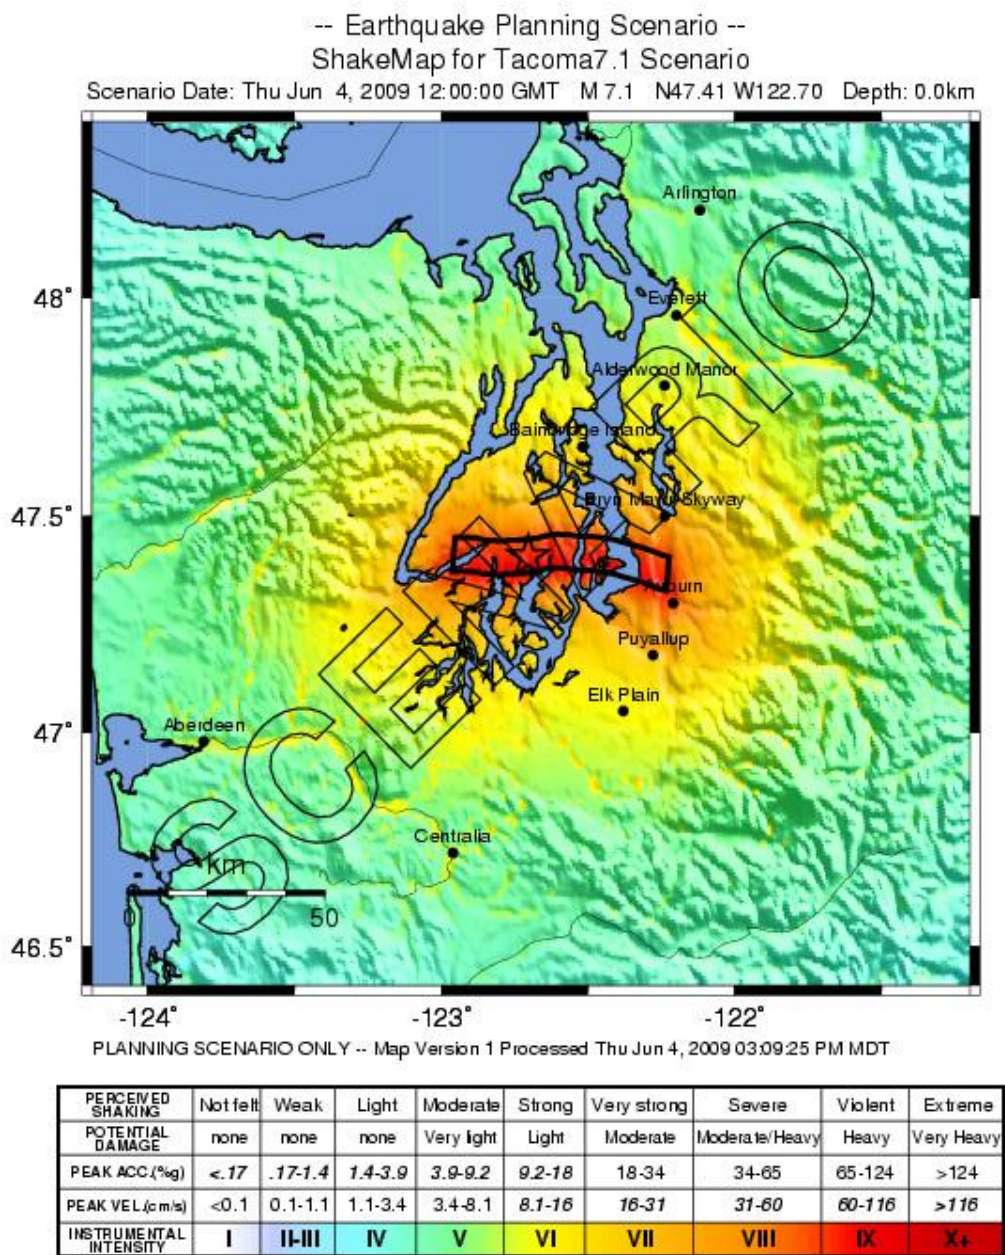 -- Earthquake Planning Scenario --
ShakeMap for Tacoma7.1 Scenario
Scenario Date: Thu Jun 4, 2009 12:00:00 GMT M 7.1 N47.41 W122.70 Depth: 0.0km
Arlington
48°
Everett
Alderwood Manor
Bainbridge Island
47.5°
Bryn Mawr-Skyway
Auburn
Puyallup
Elk Plain
47°
Aberdeen
Centralia
SCENARIO
km
0 50
46.5°
-124° -123° -122°
PLANNING SCENARIO ONLY -- Map Version 1 Processed Thu Jun 4, 2009 03:09:25 PM MDT
PERCEIVED SHAKING Not felt Weak Light Moderate Strong Very strong Severe Violent Extreme
POTENTIAL DAMAGE none none none Very light Light Moderate Moderate/Heavy Heavy Very Heavy
PEAK ACC.(%g) <.17 .17-1.4 1.4-3.9 3.9-9.2 9.2-18 18-34 34-65 65-124 >124
PEAK VEL.(cm/s) <0.1 0.1-1.1 1.1-3.4 3.4-8.1 8.1-16 16-31 31-60 60-116 >116
INSTRUMENTAL INTENSITY I II-III IV V VI VII VIII IX X+